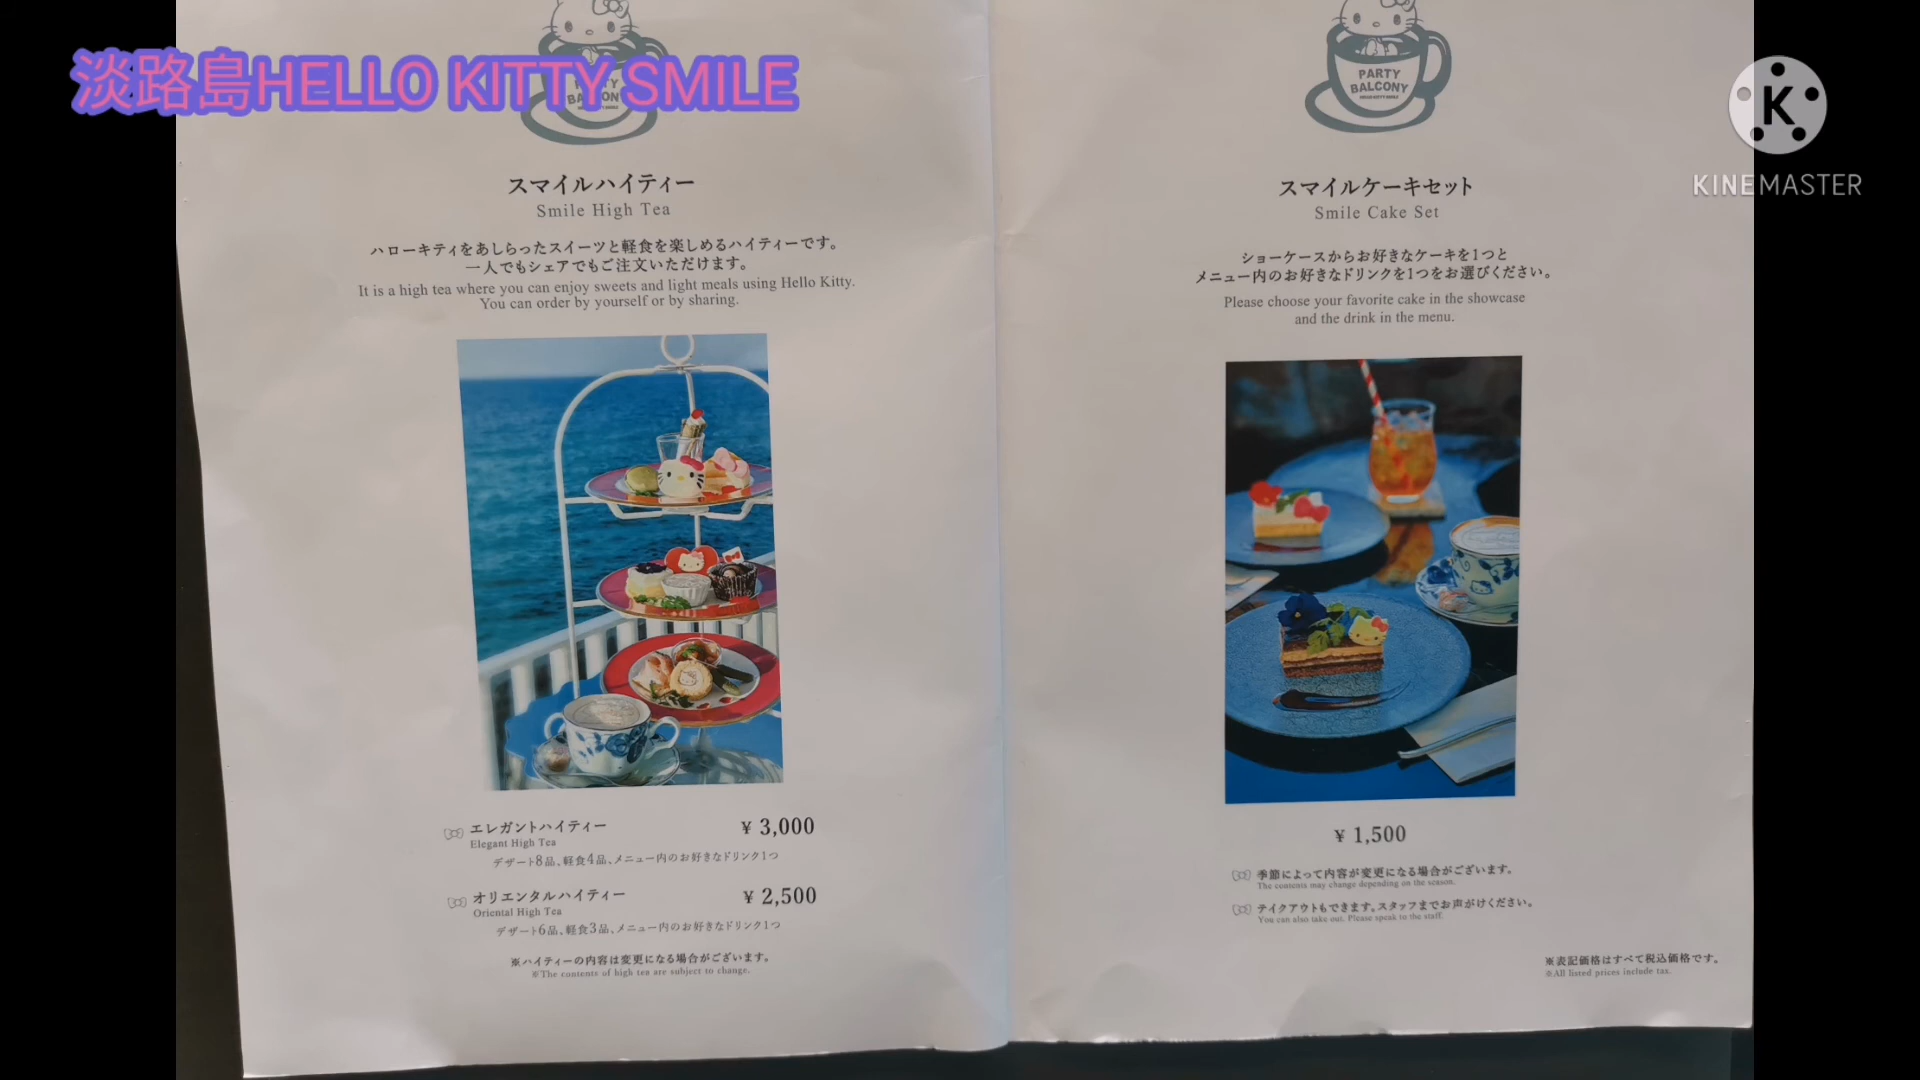 淡路島HELLO KITTY SMILE
KINEMASTER
スマイルハイティー
Smile High Tea
ハローキティをあしらったスイーツと軽食を楽しめるハイティーです。
一人でもシェアでもご注文いただけます。
It is a high tea where you can enjoy sweets and light meals using Hello Kitty.
You can order by yourself or by sharing.
エレガントハイティー ¥ 3,000
Elegant High Tea
デザート8品、軽食4品、メニュー内のお好きなドリンク1つ
オリエンタルハイティー ¥ 2,500
Oriental High Tea
デザート6品、軽食3品、メニュー内のお好きなドリンク1つ
※ハイティーの内容は変更になる場合がございます。
※The contents of high tea are subject to change.
PARTY
BALCONY
スマイルケーキセット
Smile Cake Set
ショーケースからお好きなケーキを1つと
メニュー内のお好きなドリンクを1つをお選びください。
Please choose your favorite cake in the showcase
and the drink in the menu.
¥ 1,500
季節によって内容が変更になる場合がございます。
The contents may change depending on the season.
テイクアウトもできます。スタッフまでお声がけください。
You can also take out. Please speak to the staff.
※表記価格はすべて税込価格です。
※All listed prices include tax.